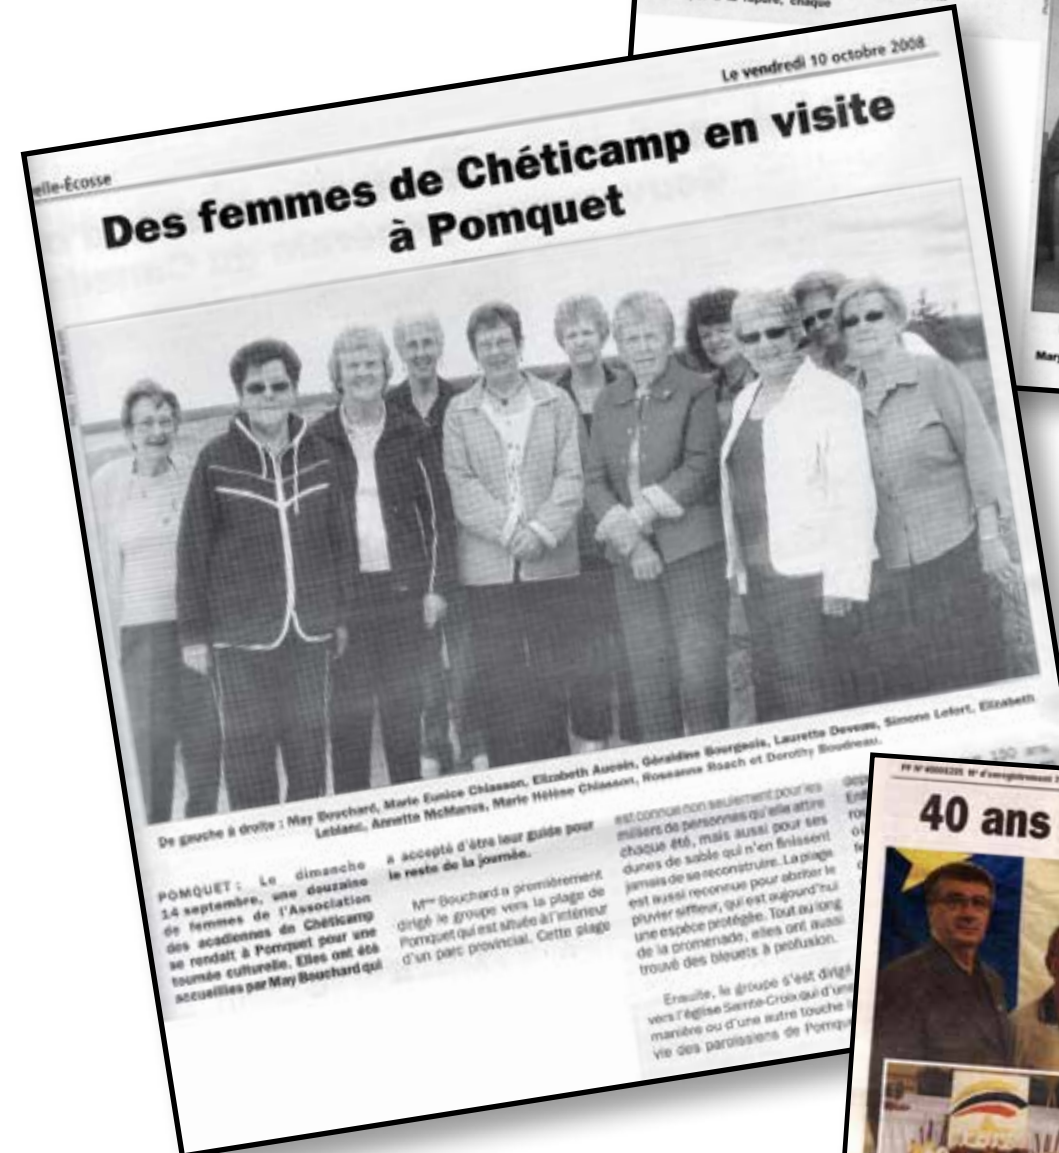 chaque
Le vendredi 10 octobre 2008
elle-Écosse
Des femmes de Chéticamp en visite
à Pomquet
De gauche à droite : May Bouchard, Marie Eunice Chiasson, Elizabeth Aucoin, Géraldine Bourgeois, Laurette Deveau, Simone Lefort, Elizabeth
Leblanc, Annette McManus, Marie Hélène Chiasson, Roseanne Roach et Dorothy Boudreau.
POMQUET : Le dimanche
14 septembre, une douzaine
de femmes de l'Association
des acadiennes de Chéticamp
se rendait à Pomquet pour une
tournée culturelle. Elles ont été
accueillies par May Bouchard qui
a accepté d'être leur guide pour
le reste de la journée.
Mme Bouchard a premièrement
dirigé le groupe vers la plage de
Pomquet qui est située à l'intérieur
d'un parc provincial. Cette plage
est connue non seulement pour les
milliers de personnes qu'elle attire
chaque été, mais aussi pour ses
dunes de sable qui n'en finissent
jamais de se reconstruire. La plage
est aussi reconnue pour abriter le
pluvier siffleur, qui est aujourd'hui
une espèce protégée. Tout au long
de la promenade, elles ont aussi
trouvé des bleuets à profusion.
Ensuite, le groupe s'est dirigé
vers l'église Sainte-Croix qui d'une
manière ou d'une autre touche l
vie des paroissiens de Pomqu
150 ans.
Mar
40 ans